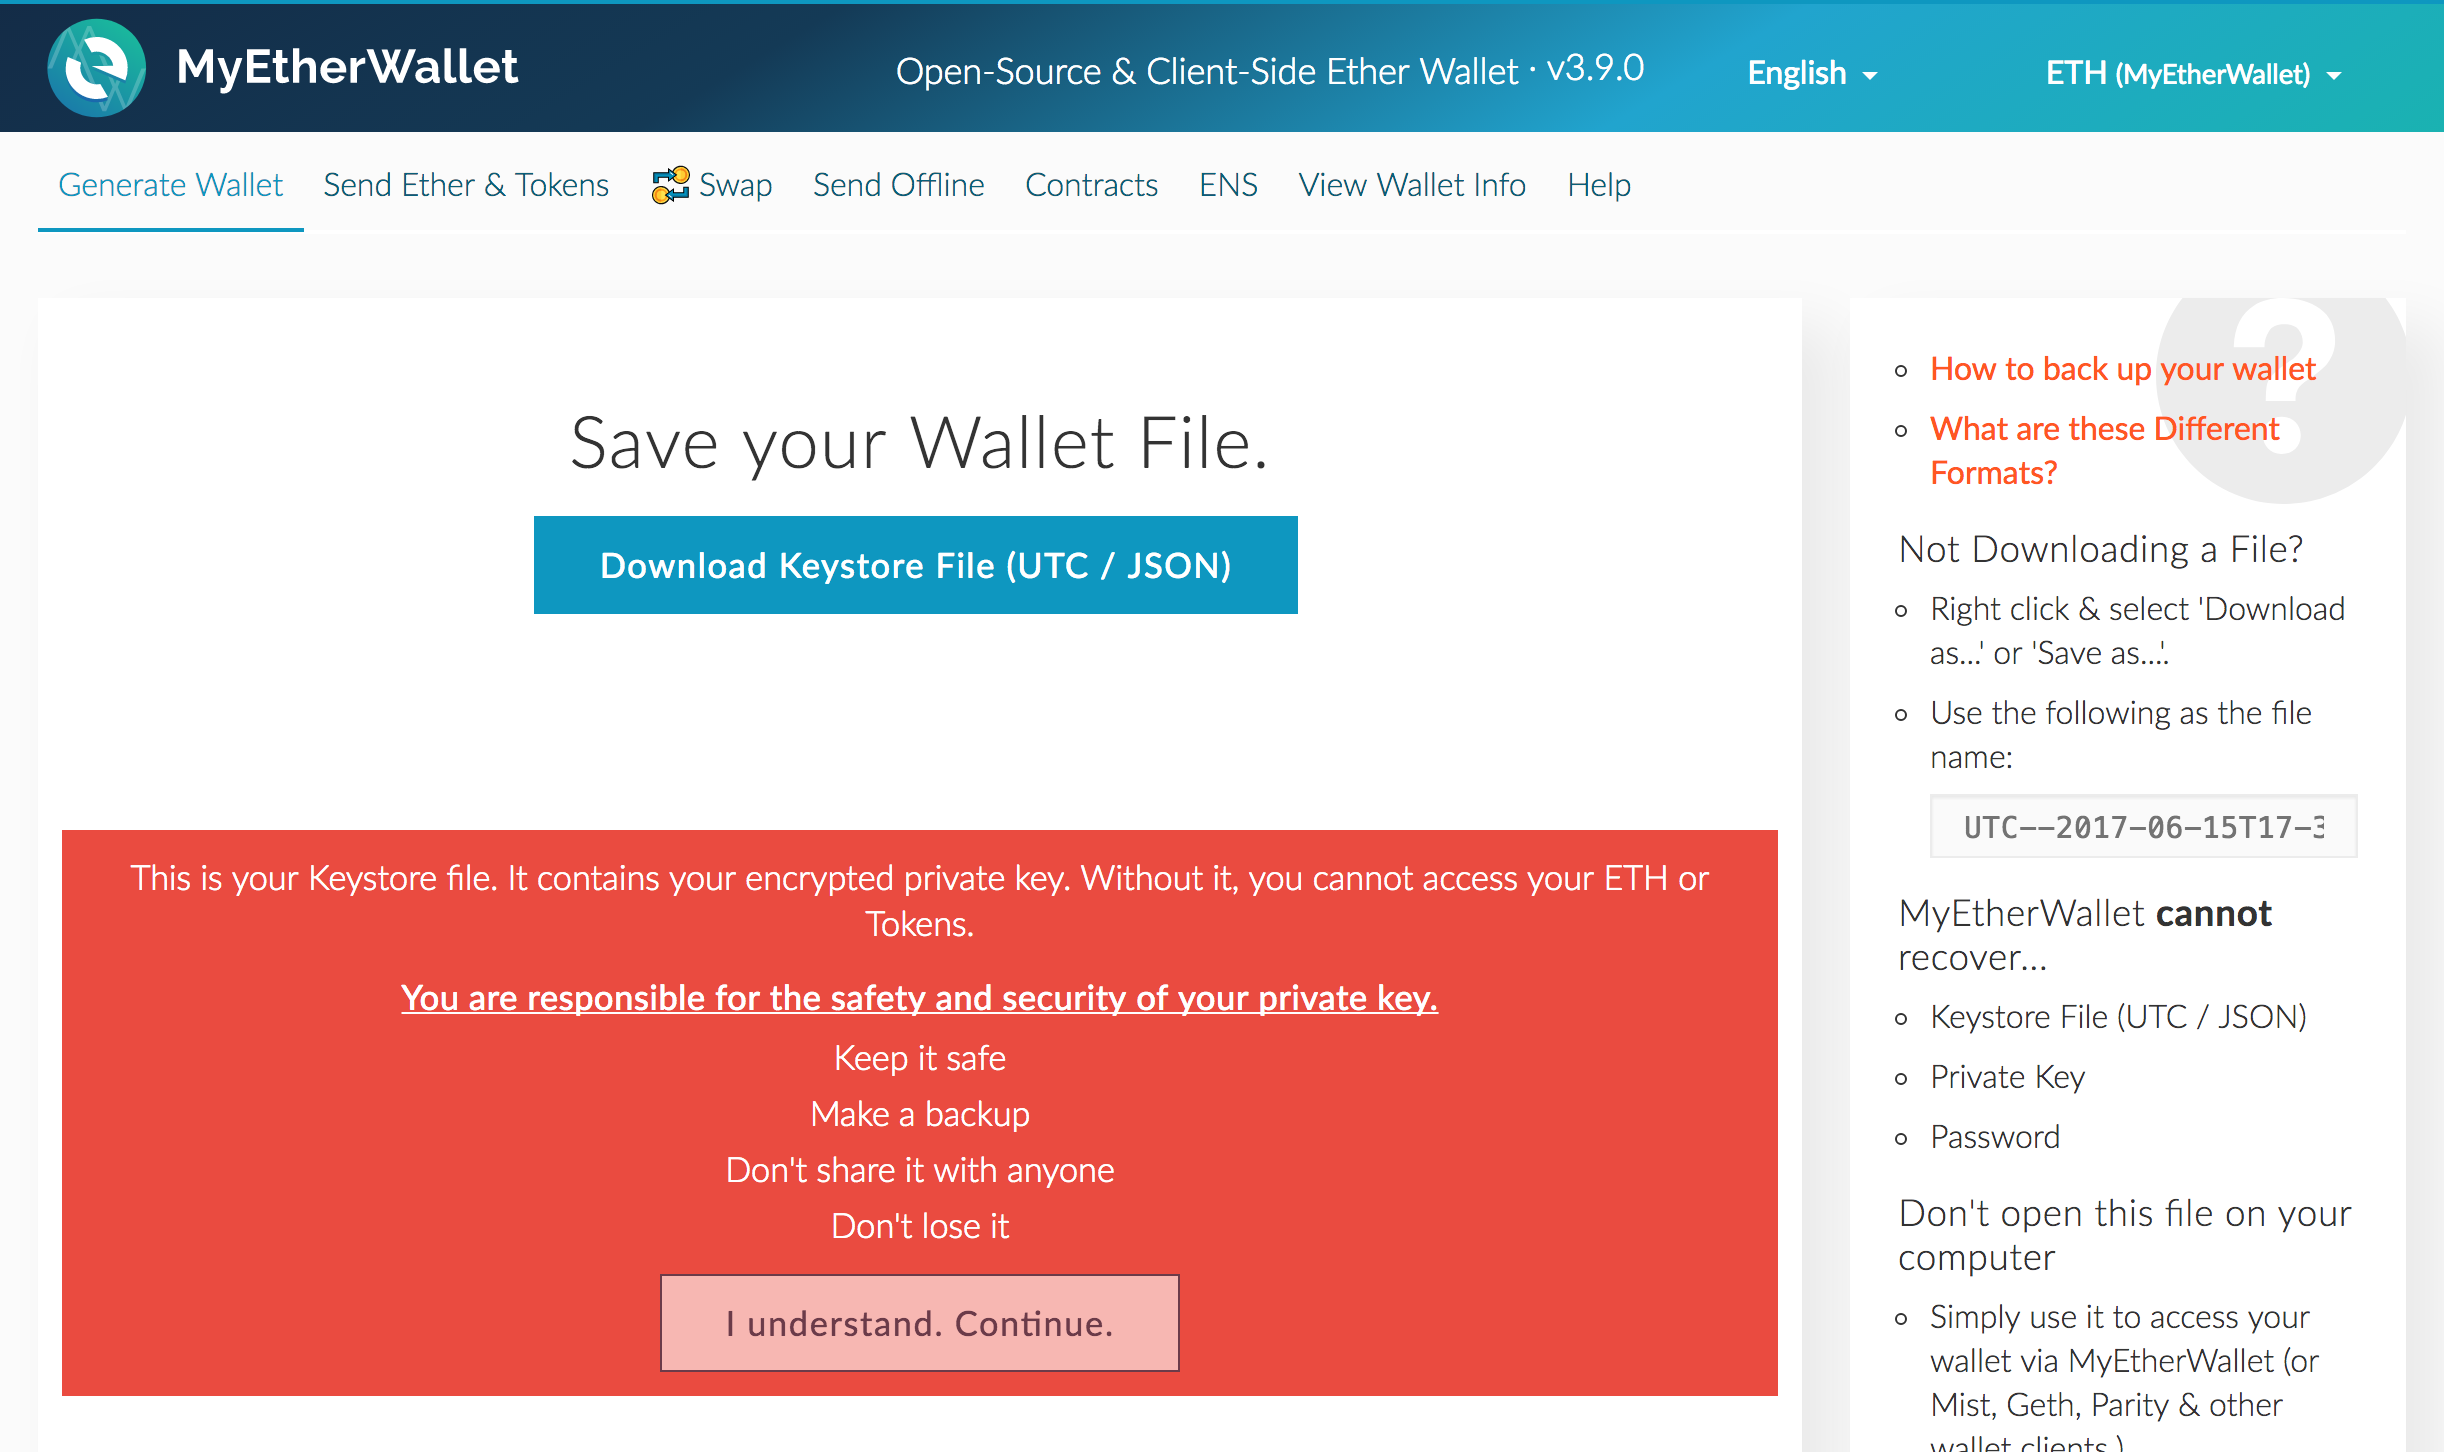 MyEtherWallet
Open-Source & Client-Side Ether Wallet · v3.9.0
English
ETH (MyEtherWallet)
Generate Wallet
Send Ether & Tokens
Swap
Send Offline
Contracts
ENS
View Wallet Info
Help
Save your Wallet File.
Download Keystore File (UTC / JSON)
This is your Keystore file. It contains your encrypted private key. Without it, you cannot access your ETH or
Tokens.
You are responsible for the safety and security of your private key.
Keep it safe
Make a backup
Don't share it with anyone
Don't lose it
I understand. Continue.
?
How to back up your wallet
What are these Different
Formats?
Not Downloading a File?
Right click & select 'Download
as...' or 'Save as...'.
Use the following as the file
name:
UTC--2017-06-15T17-3
MyEtherWallet cannot
recover...
Keystore File (UTC / JSON)
Private Key
Password
Don't open this file on your
computer
Simply use it to access your
wallet via MyEtherWallet (or
Mist, Geth, Parity & other
wallet clients.)